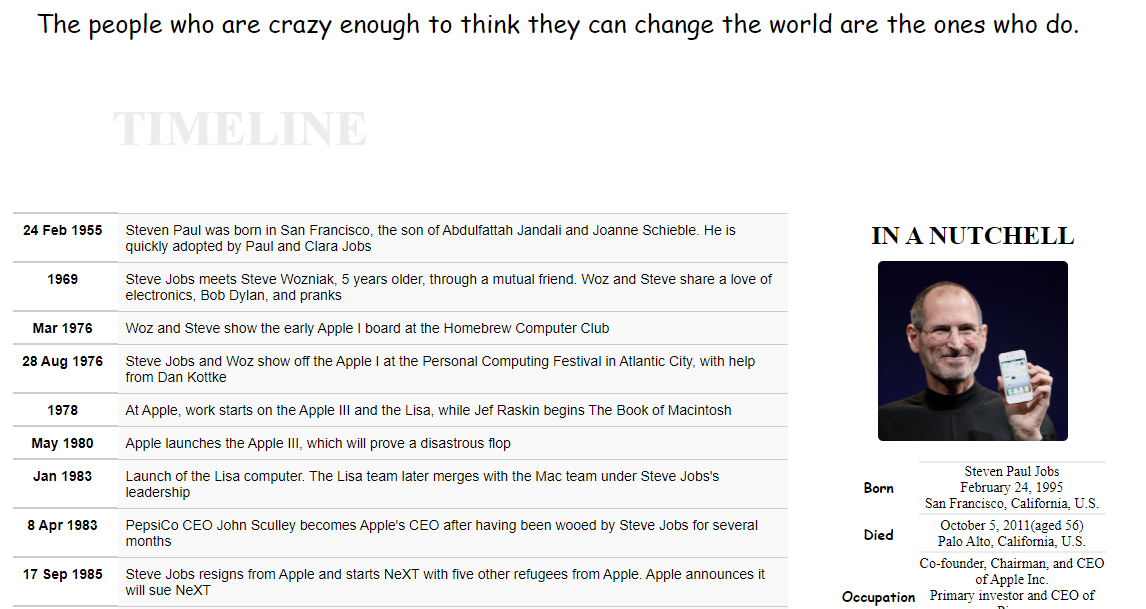 The people who are crazy enough to think they can change the world are the ones who do.
TIMELINE
24 Feb 1955
Steven Paul was born in San Francisco, the son of Abdulfattah Jandali and Joanne Schieble. He is
quickly adopted by Paul and Clara Jobs
1969
Steve Jobs meets Steve Wozniak, 5 years older, through a mutual friend. Woz and Steve share a love of
electronics, Bob Dylan, and pranks
Mar 1976
Woz and Steve show the early Apple I board at the Homebrew Computer Club
28 Aug 1976
Steve Jobs and Woz show off the Apple I at the Personal Computing Festival in Atlantic City, with help
from Dan Kottke
1978
At Apple, work starts on the Apple III and the Lisa, while Jef Raskin begins The Book of Macintosh
May 1980
Apple launches the Apple III, which will prove a disastrous flop
Jan 1983
Launch of the Lisa computer. The Lisa team later merges with the Mac team under Steve Jobs's
leadership
8 Apr 1983
PepsiCo CEO John Sculley becomes Apple's CEO after having been wooed by Steve Jobs for several
months
17 Sep 1985
Steve Jobs resigns from Apple and starts NeXT with five other refugees from Apple. Apple announces it
will sue NeXT
IN A NUTCHELL
Born
Steven Paul Jobs
February 24, 1995
San Francisco, California, U.S.
Died
October 5, 2011(aged 56)
Palo Alto, California, U.S.
Occupation
Co-founder, Chairman, and CEO
of Apple Inc.
Primary investor and CEO of